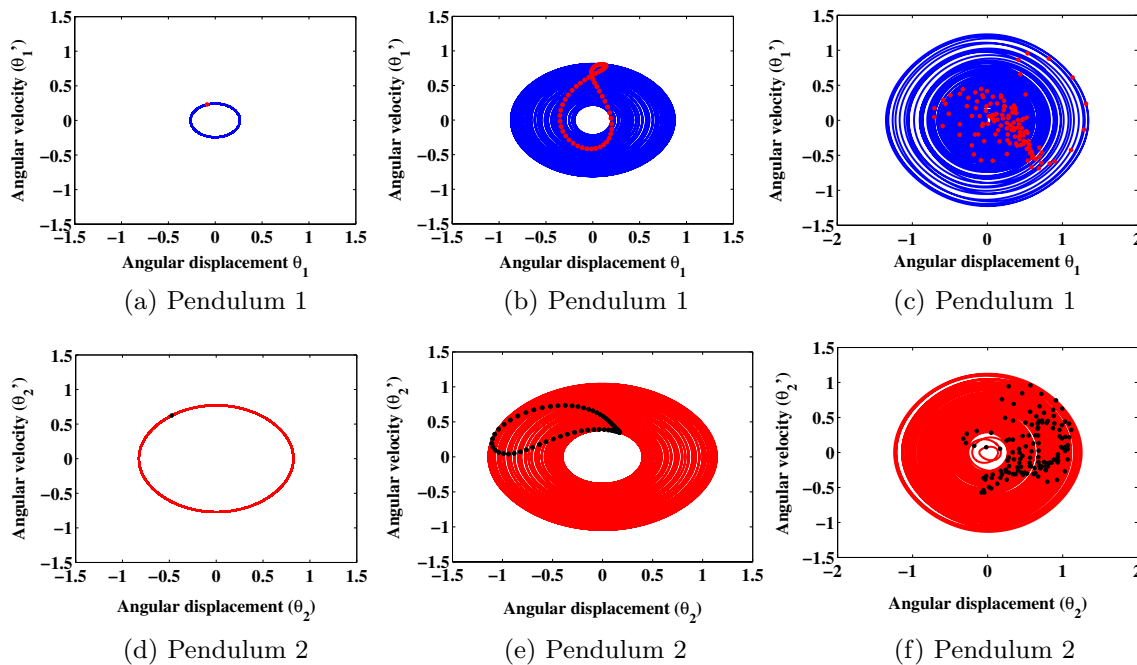 Angular velocity (θ1')
1.5
1
0.5
0
−0.5
−1
−1.5
−1.5 −1 −0.5 0 0.5 1 1.5
Angular displacement θ1
(a) Pendulum 1
Angular velocity (θ1')
1.5
1
0.5
0
−0.5
−1
−1.5
−1.5 −1 −0.5 0 0.5 1 1.5
Angular displacement θ1
(b) Pendulum 1
Angular velocity (θ1')
1.5
1
0.5
0
−0.5
−1
−1.5
−2 −1 0 1 2
Angular displacement θ1
(c) Pendulum 1
Angular velocity (θ2')
1.5
1
0.5
0
−0.5
−1
−1.5
−1.5 −1 −0.5 0 0.5 1 1.5
Angular displacement (θ2)
(d) Pendulum 2
Angular velocity (θ2')
1.5
1
0.5
0
−0.5
−1
−1.5
−1.5 −1 −0.5 0 0.5 1 1.5
Angular displacement (θ2)
(e) Pendulum 2
Angular velocity (θ2')
1.5
1
0.5
0
−0.5
−1
−1.5
−2 −1 0 1 2
Angular displacement (θ2)
(f) Pendulum 2